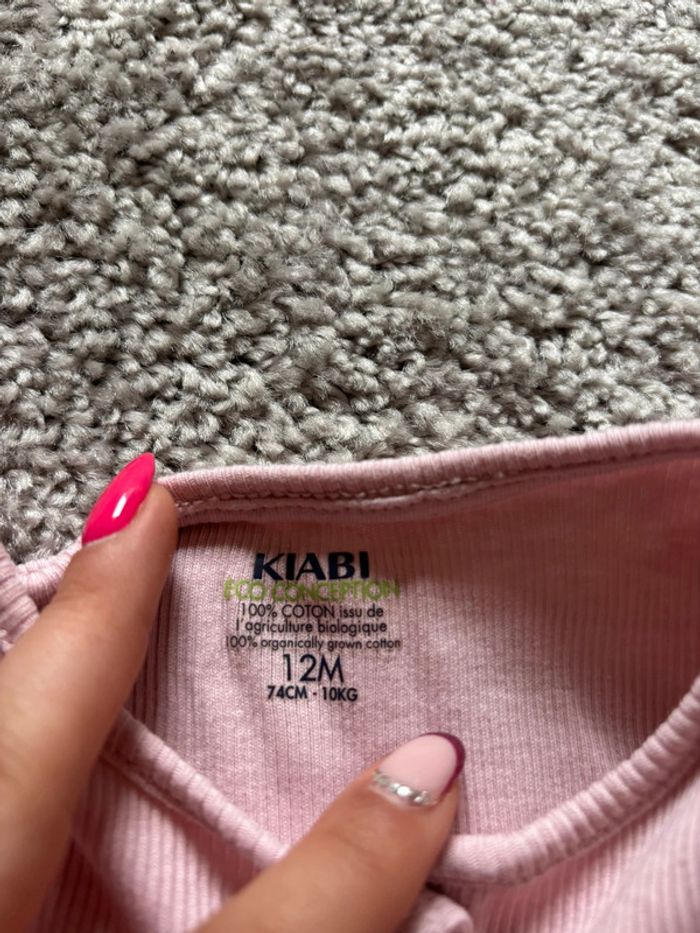 KIABI
ECO CONCEPTION
100% COTON issu de
l'agriculture biologique
100% organically grown cotton
12M
74CM - 10KG